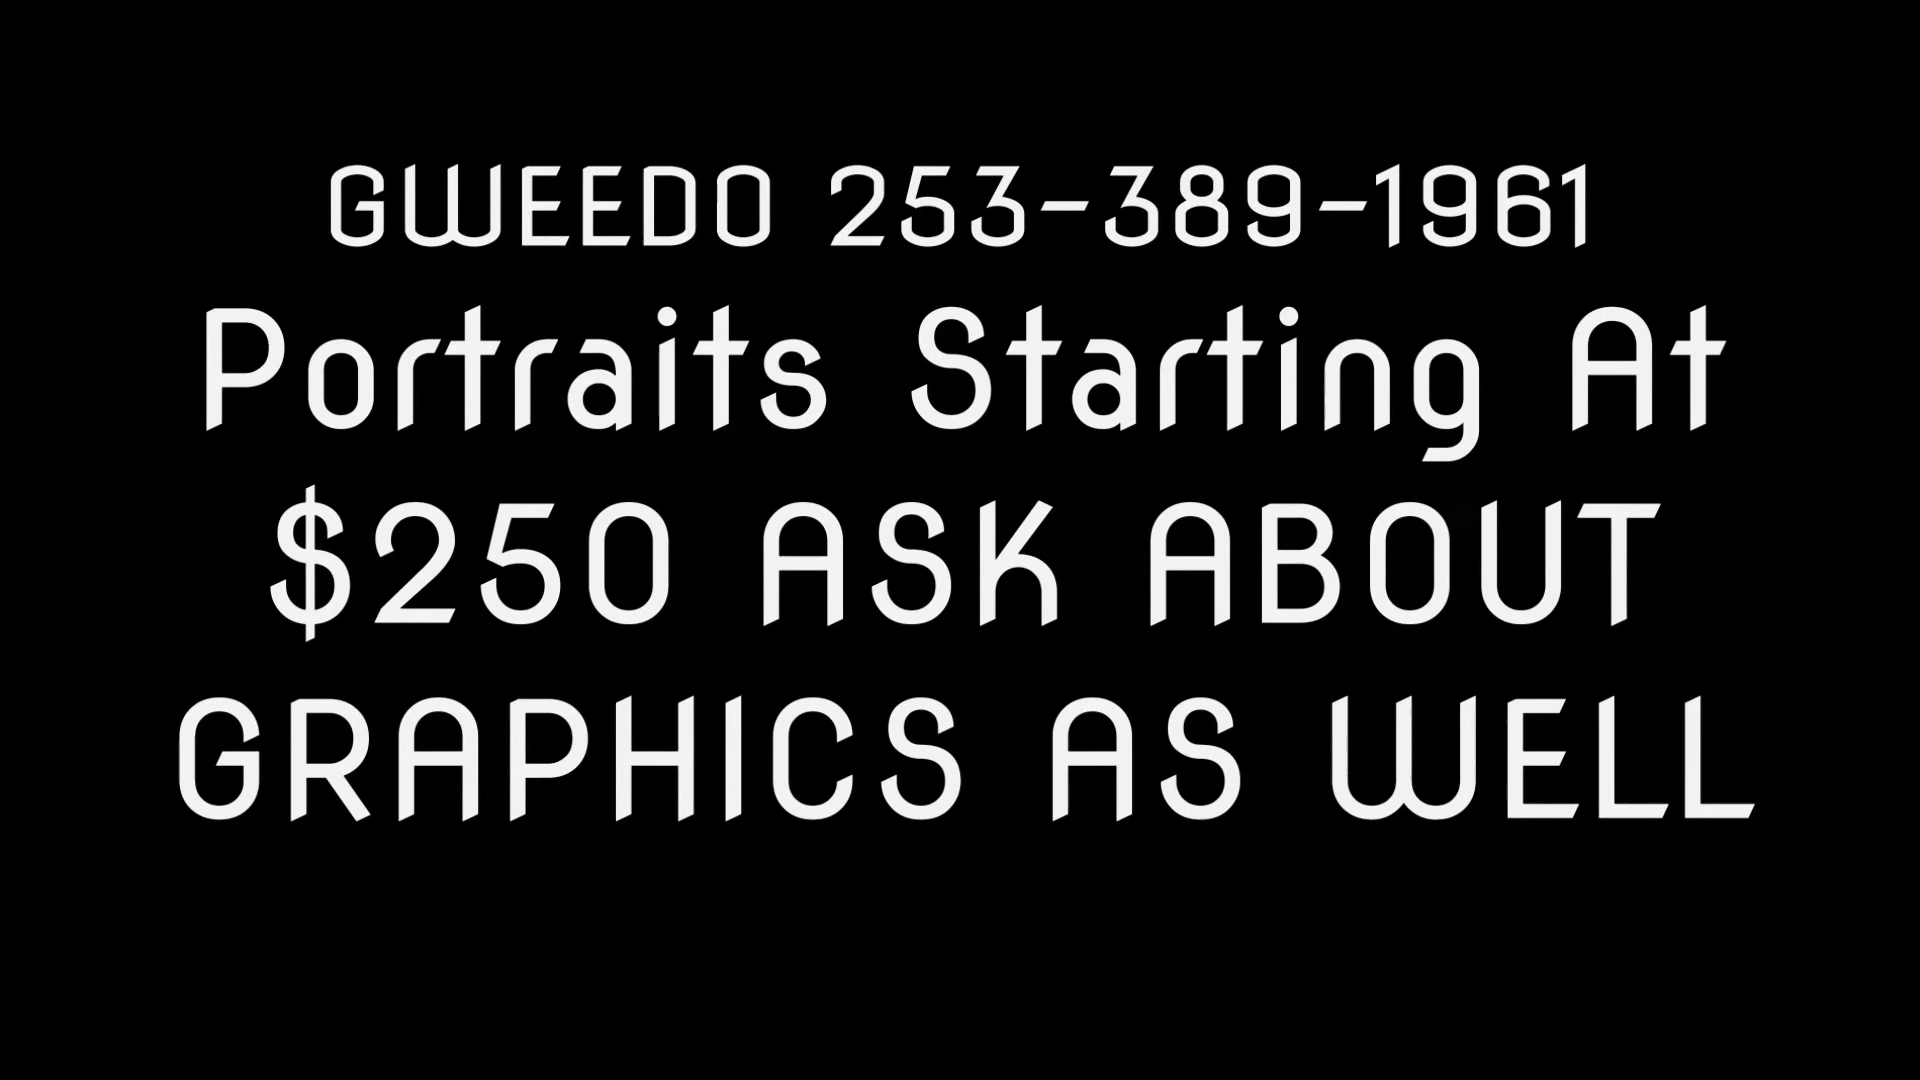 GWEEDO 253-389-1961
Portraits Starting At
$250 ASK ABOUT
GRAPHICS AS WELL